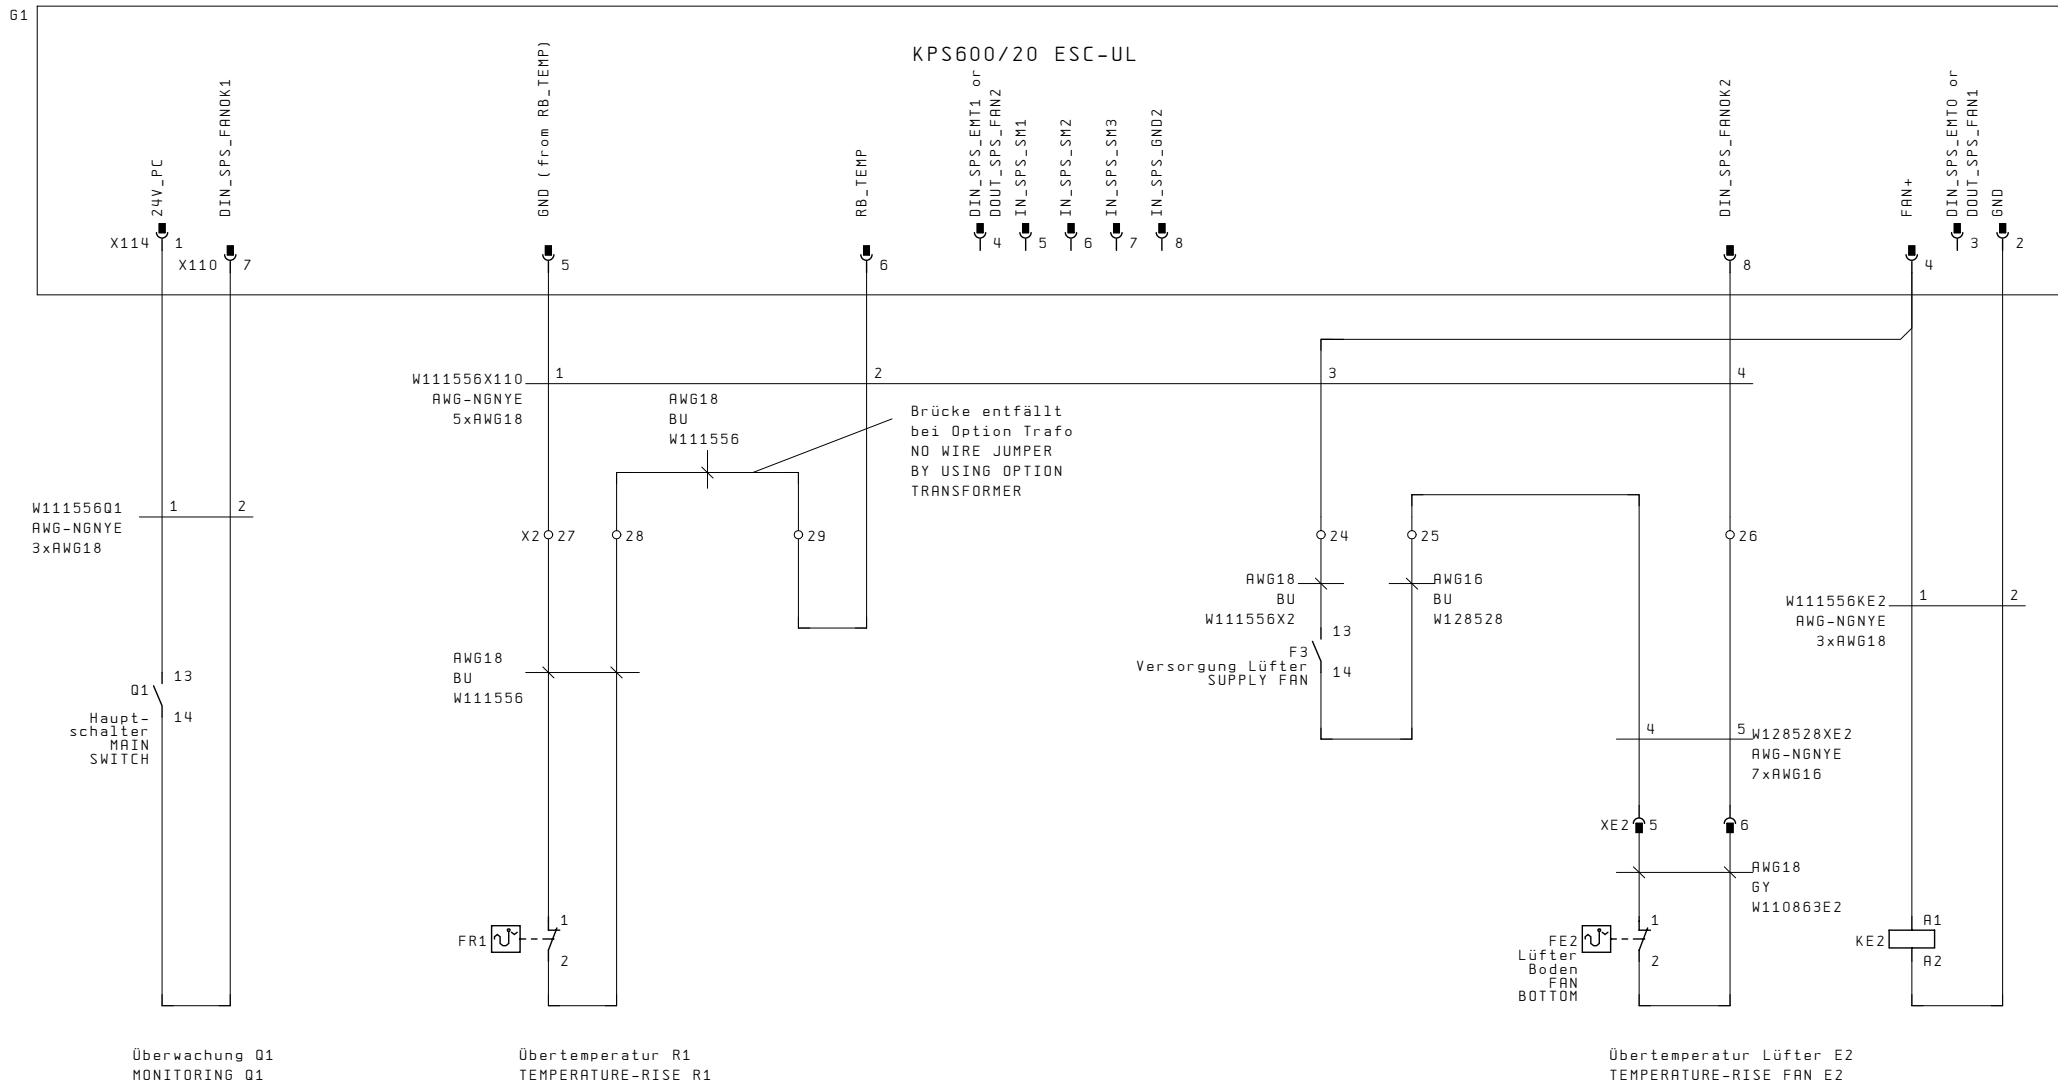 G1
KPS600/20 ESC-UL
24V_PC
DIN_SPS_FANOK1
GND (from RB_TEMP)
RB_TEMP
DIN_SPS_EMT1 or
DOUT_SPS_FAN2
IN_SPS_SM1
IN_SPS_SM2
IN_SPS_SM3
IN_SPS_GND2
DIN_SPS_FANOK2
FAN+
DIN_SPS_EMT0 or
DOUT_SPS_FAN1
GND
X114 1
X110 7
5
6
4
5
6
7
8
8
4
3
2
W111556X110
AWG-NGNYE
5xAWG18
1
2
3
4
AWG18
BU
W111556
Brücke entfällt
bei Option Trafo
NO WIRE JUMPER
BY USING OPTION
TRANSFORMER
W111556Q1
AWG-NGNYE
3xAWG18
1
2
X2 27
28
29
24
25
26
AWG18
BU
W111556X2
AWG16
BU
W128528
W111556KE2
AWG-NGNYE
3xAWG18
1
2
13
F3
Versorgung Lüfter
SUPPLY FAN
14
AWG18
BU
W111556
13
Q1
14
Haupt-
schalter
MAIN
SWITCH
4
5
W128528XE2
AWG-NGNYE
7xAWG16
XE2 5
6
AWG18
GY
W110863E2
1
FR1
2
1
FE2
2
Lüfter
Boden
FAN
BOTTOM
A1
KE2
A2
Überwachung Q1
MONITORING Q1
Übertemperatur R1
TEMPERATURE-RISE R1
Übertemperatur Lüfter E2
TEMPERATURE-RISE FAN E2